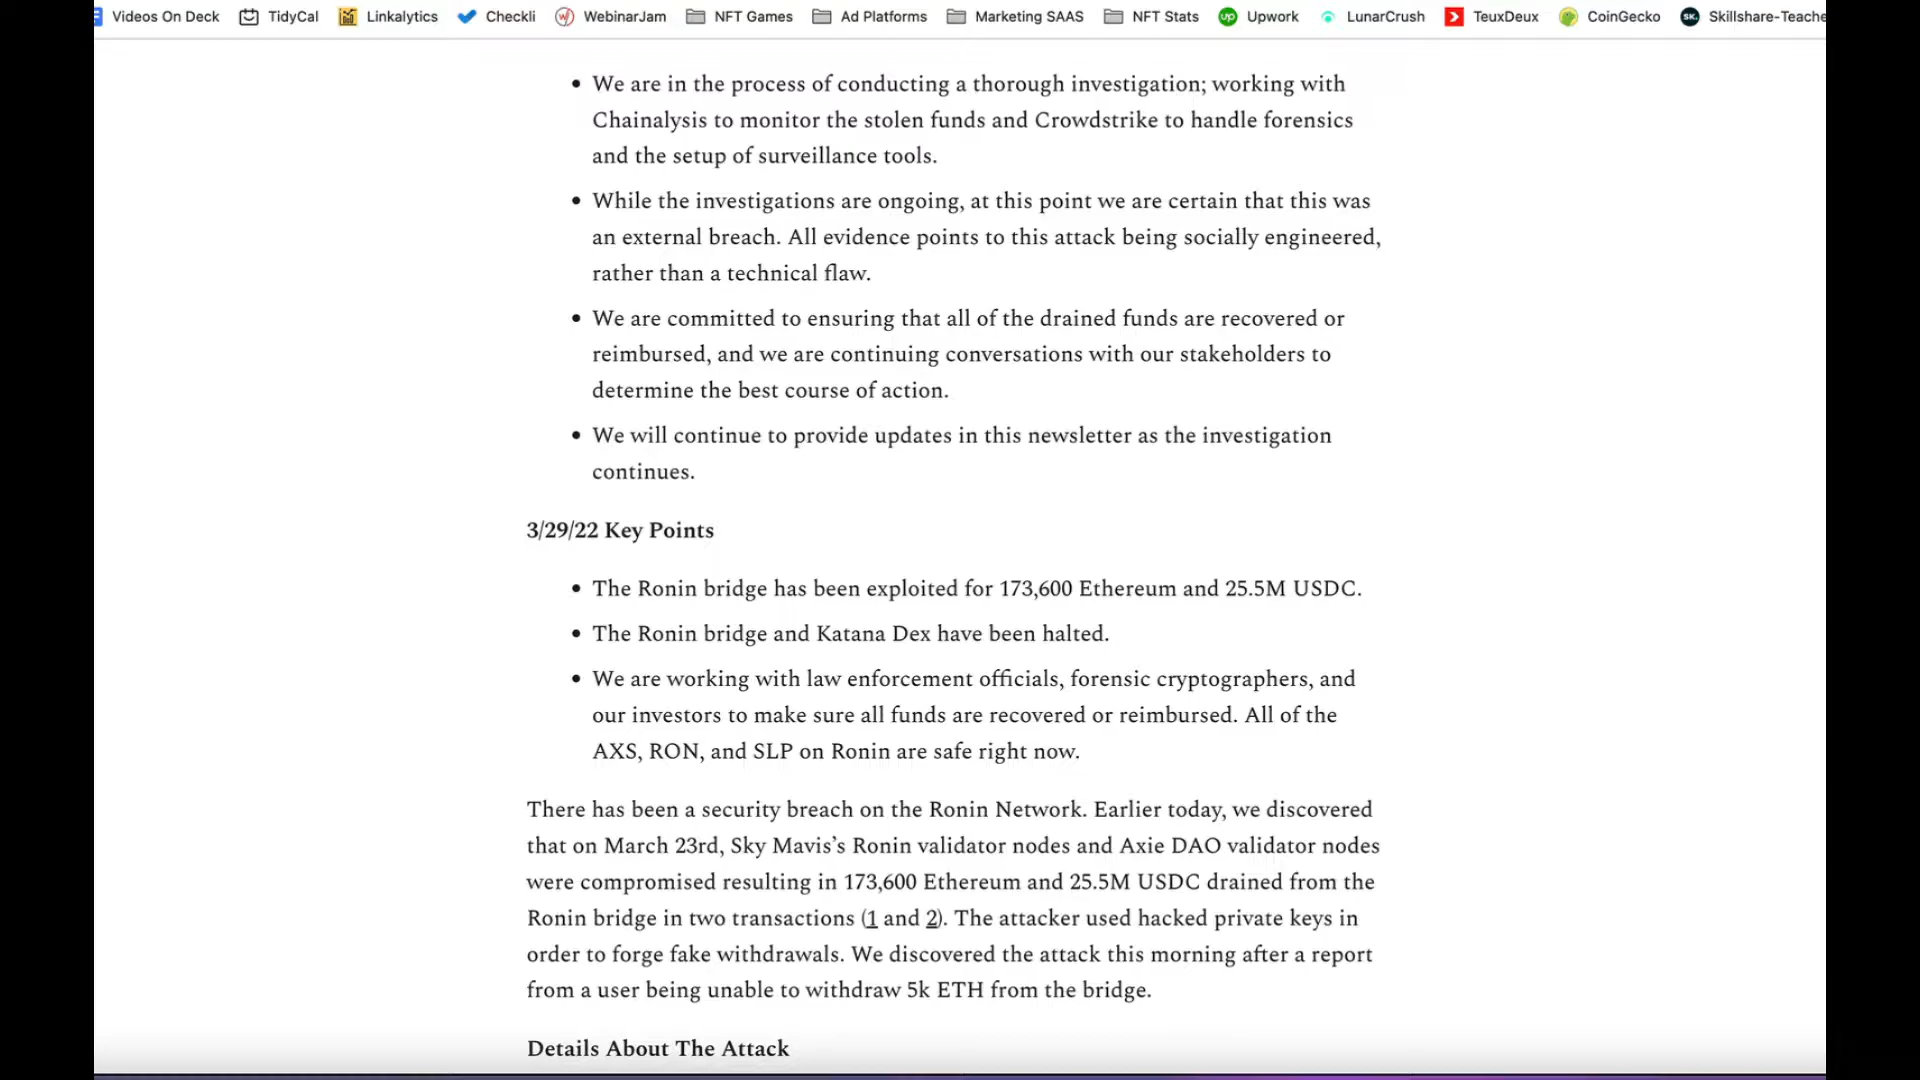 Videos On Deck TidyCal Linkalytics Checkli WebinarJam NFT Games Ad Platforms Marketing SAAS NFT Stats Upwork LunarCrush TeuxDeux CoinGecko Skillshare-Teache
• We are in the process of conducting a thorough investigation; working with
Chainalysis to monitor the stolen funds and Crowdstrike to handle forensics
and the setup of surveillance tools.
• While the investigations are ongoing, at this point we are certain that this was
an external breach. All evidence points to this attack being socially engineered,
rather than a technical flaw.
• We are committed to ensuring that all of the drained funds are recovered or
reimbursed, and we are continuing conversations with our stakeholders to
determine the best course of action.
• We will continue to provide updates in this newsletter as the investigation
continues.
3/29/22 Key Points
• The Ronin bridge has been exploited for 173,600 Ethereum and 25.5M USDC.
• The Ronin bridge and Katana Dex have been halted.
• We are working with law enforcement officials, forensic cryptographers, and
our investors to make sure all funds are recovered or reimbursed. All of the
AXS, RON, and SLP on Ronin are safe right now.
There has been a security breach on the Ronin Network. Earlier today, we discovered
that on March 23rd, Sky Mavis’s Ronin validator nodes and Axie DAO validator nodes
were compromised resulting in 173,600 Ethereum and 25.5M USDC drained from the
Ronin bridge in two transactions (1 and 2). The attacker used hacked private keys in
order to forge fake withdrawals. We discovered the attack this morning after a report
from a user being unable to withdraw 5k ETH from the bridge.
Details About The Attack